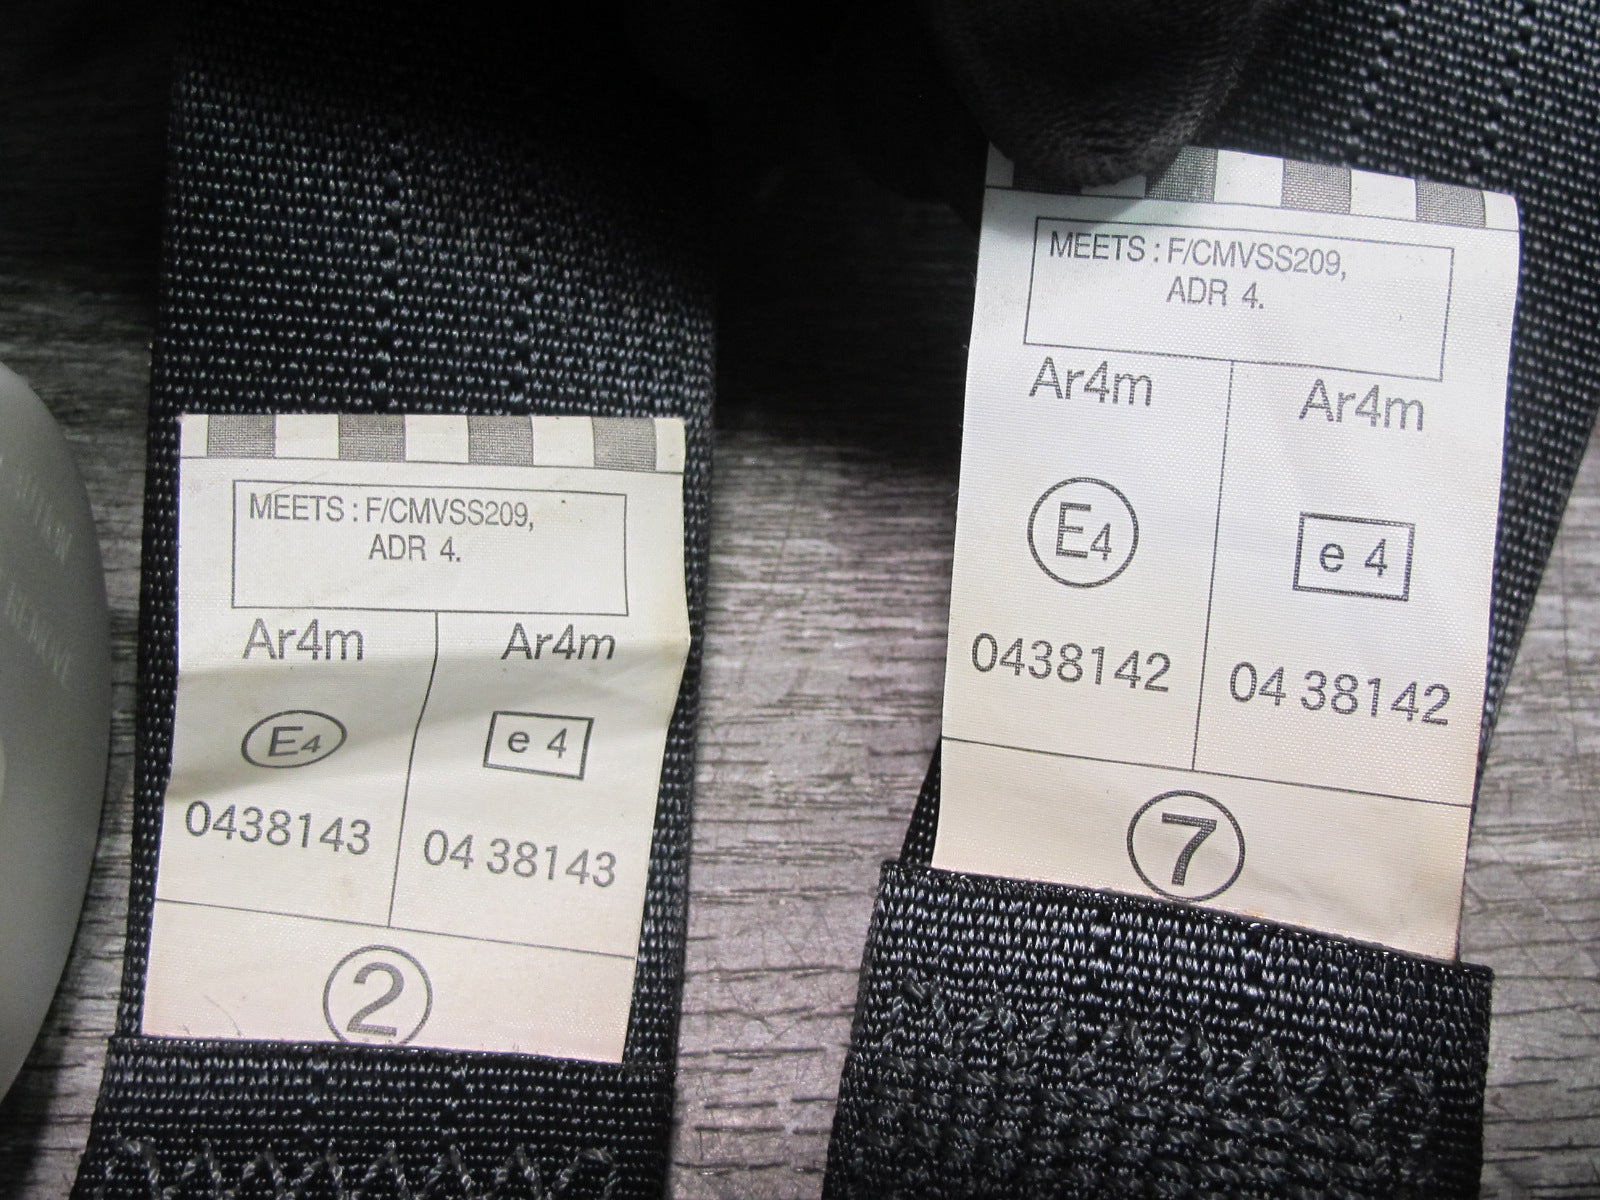 MEETS : F/CMVSS209,
ADR 4.
Ar4m Ar4m
E4 e 4
0438143 04 38143
2
MEETS : F/CMVSS209,
ADR 4.
Ar4m Ar4m
E4 e 4
0438142 04 38142
7